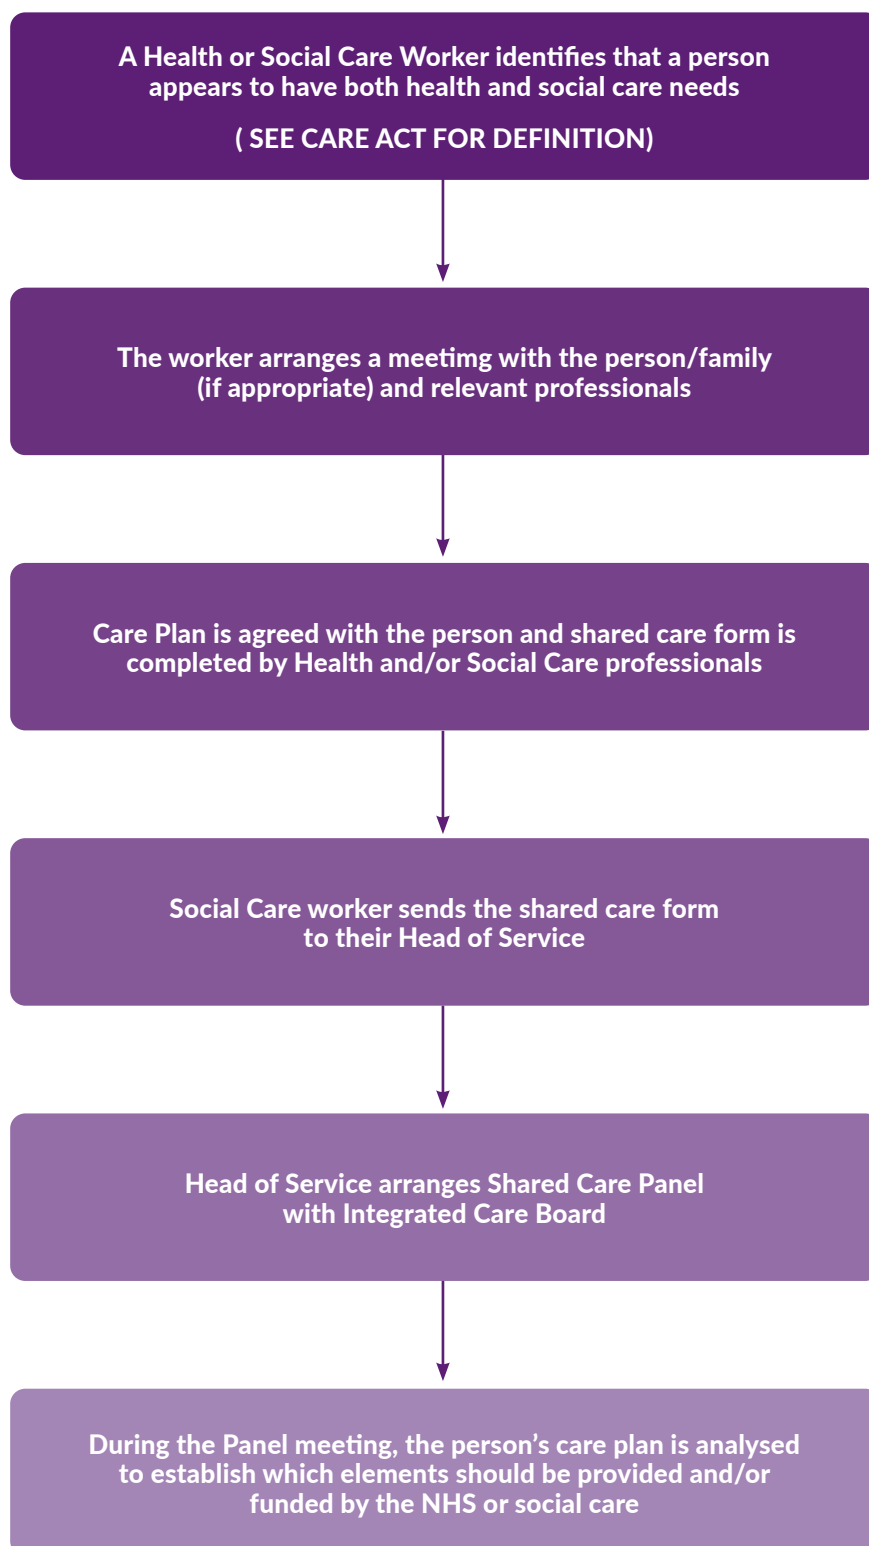 A Health or Social Care Worker identifies that a person
appears to have both health and social care needs
( SEE CARE ACT FOR DEFINITION)
The worker arranges a meetimg with the person/family
(if appropriate) and relevant professionals
Care Plan is agreed with the person and shared care form is
completed by Health and/or Social Care professionals
Social Care worker sends the shared care form
to their Head of Service
Head of Service arranges Shared Care Panel
with Integrated Care Board
During the Panel meeting, the person’s care plan is analysed
to establish which elements should be provided and/or
funded by the NHS or social care